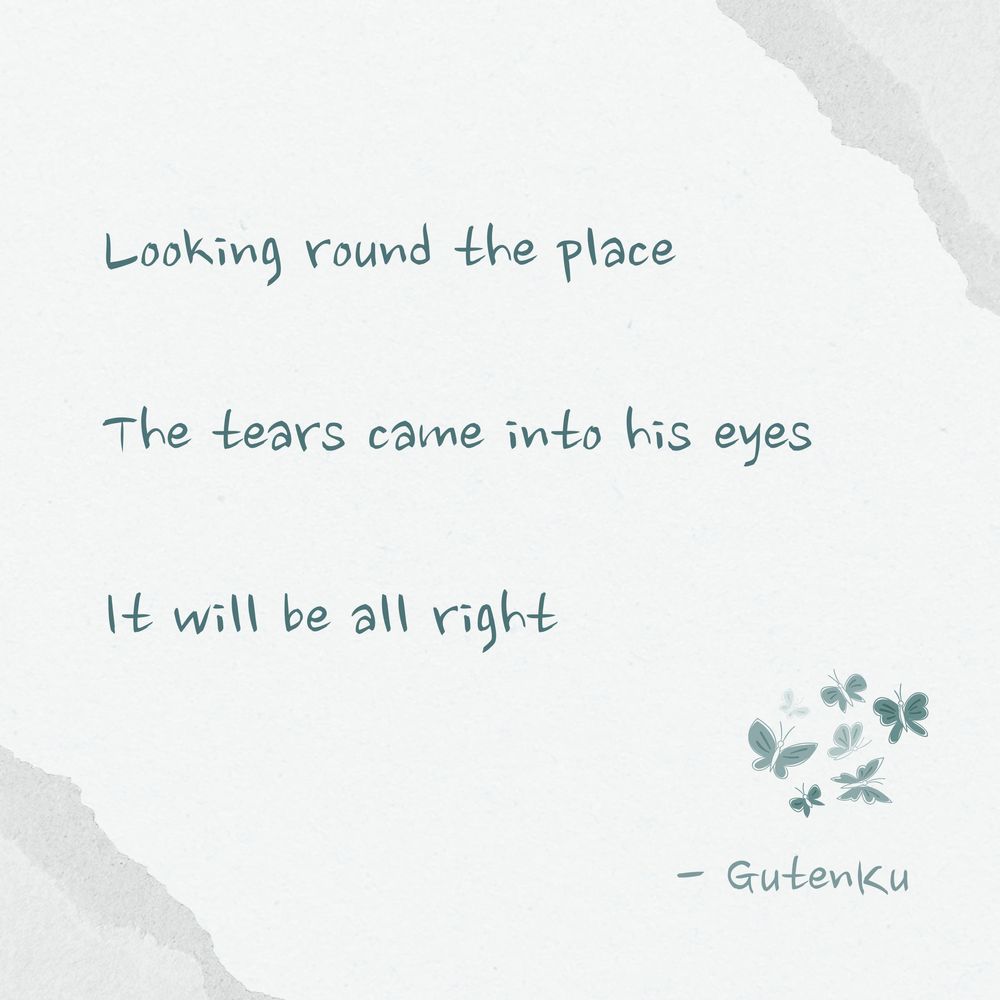 Looking round the place
The tears came into his eyes
It will be all right
- GutenKu